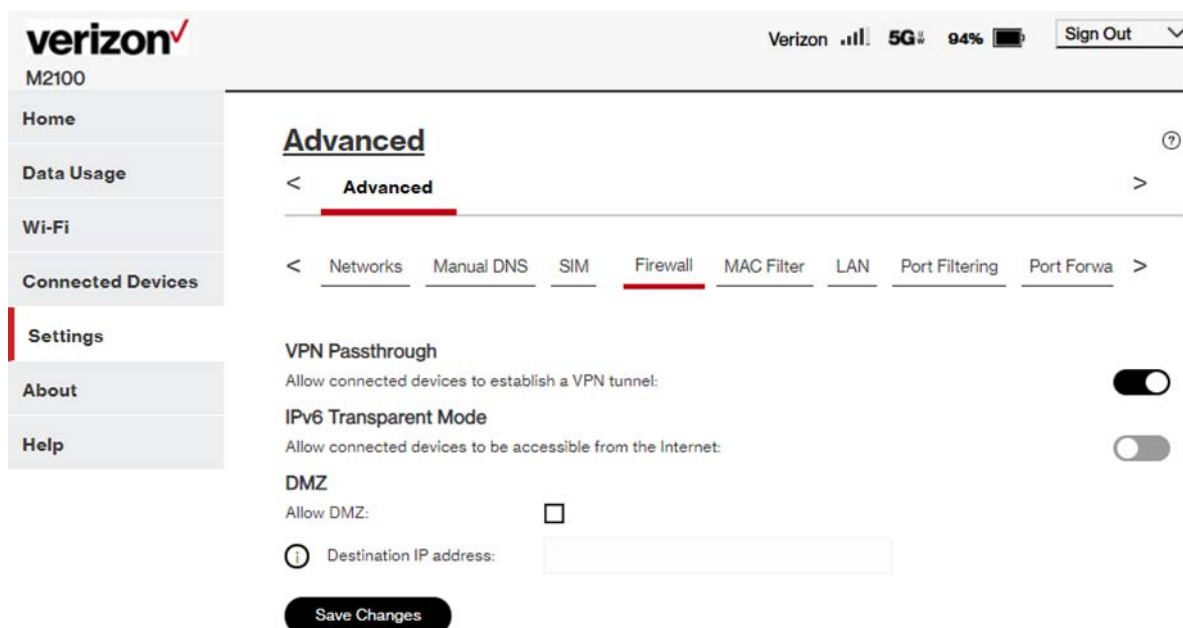 verizon
Verizon 5G UW 94% Sign Out
M2100
Home
Data Usage
Wi-Fi
Connected Devices
Settings
About
Help
Advanced
?
< Advanced >
< Networks Manual DNS SIM Firewall MAC Filter LAN Port Filtering Port Forwa >
VPN Passthrough
Allow connected devices to establish a VPN tunnel:
IPv6 Transparent Mode
Allow connected devices to be accessible from the Internet:
DMZ
Allow DMZ:
i Destination IP address:
Save Changes